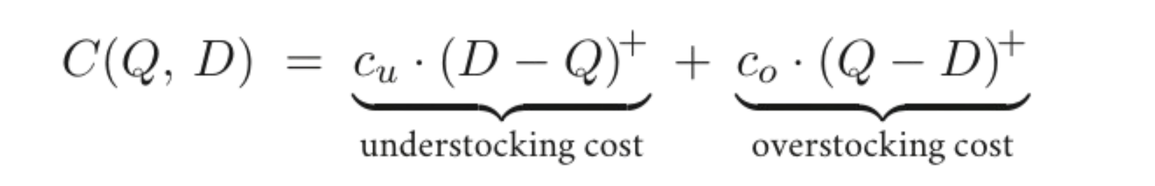 C(Q, D) = c_u · (D − Q)^+ + c_o · (Q − D)^+
understocking cost overstocking cost